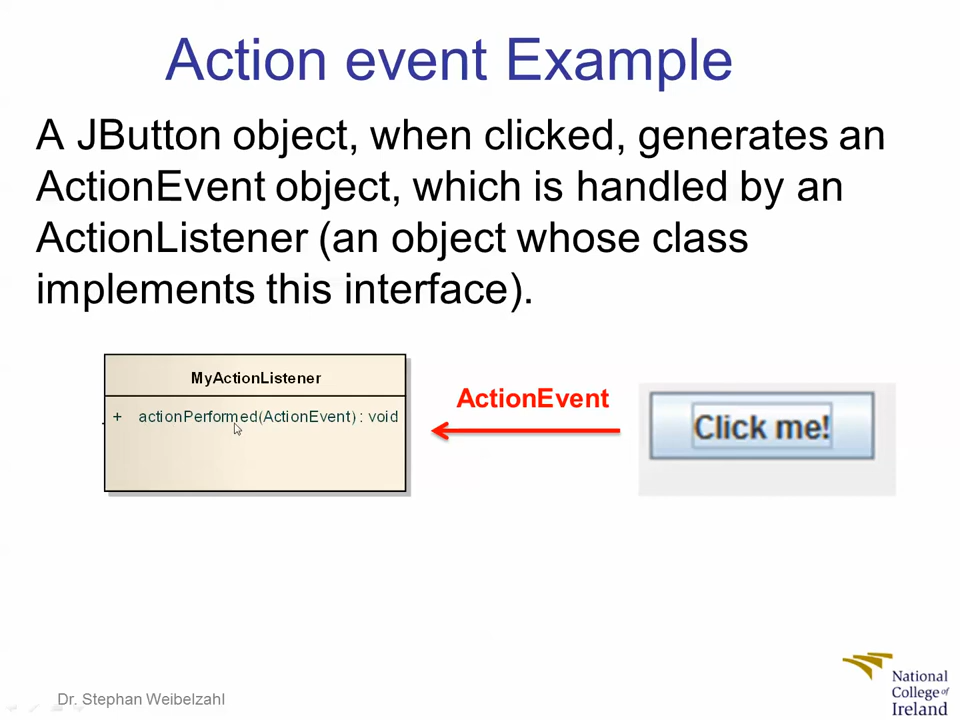 Action event Example
A JButton object, when clicked, generates an
ActionEvent object, which is handled by an
ActionListener (an object whose class
implements this interface).
MyActionListener
+ actionPerformed(ActionEvent) : void
ActionEvent
Click me!
Dr. Stephan Weibelzahl
National
College of
Ireland